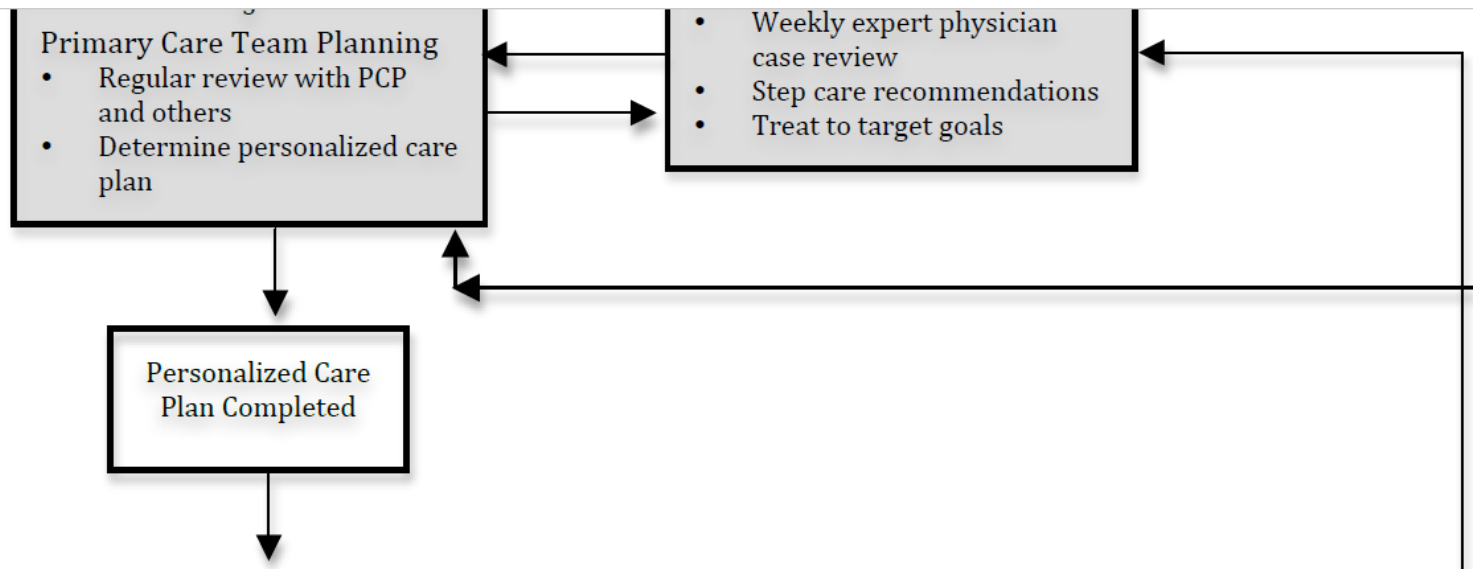 Primary Care Team Planning
• Regular review with PCP
and others
• Determine personalized care
plan
• Weekly expert physician
case review
• Step care recommendations
• Treat to target goals
Personalized Care
Plan Completed